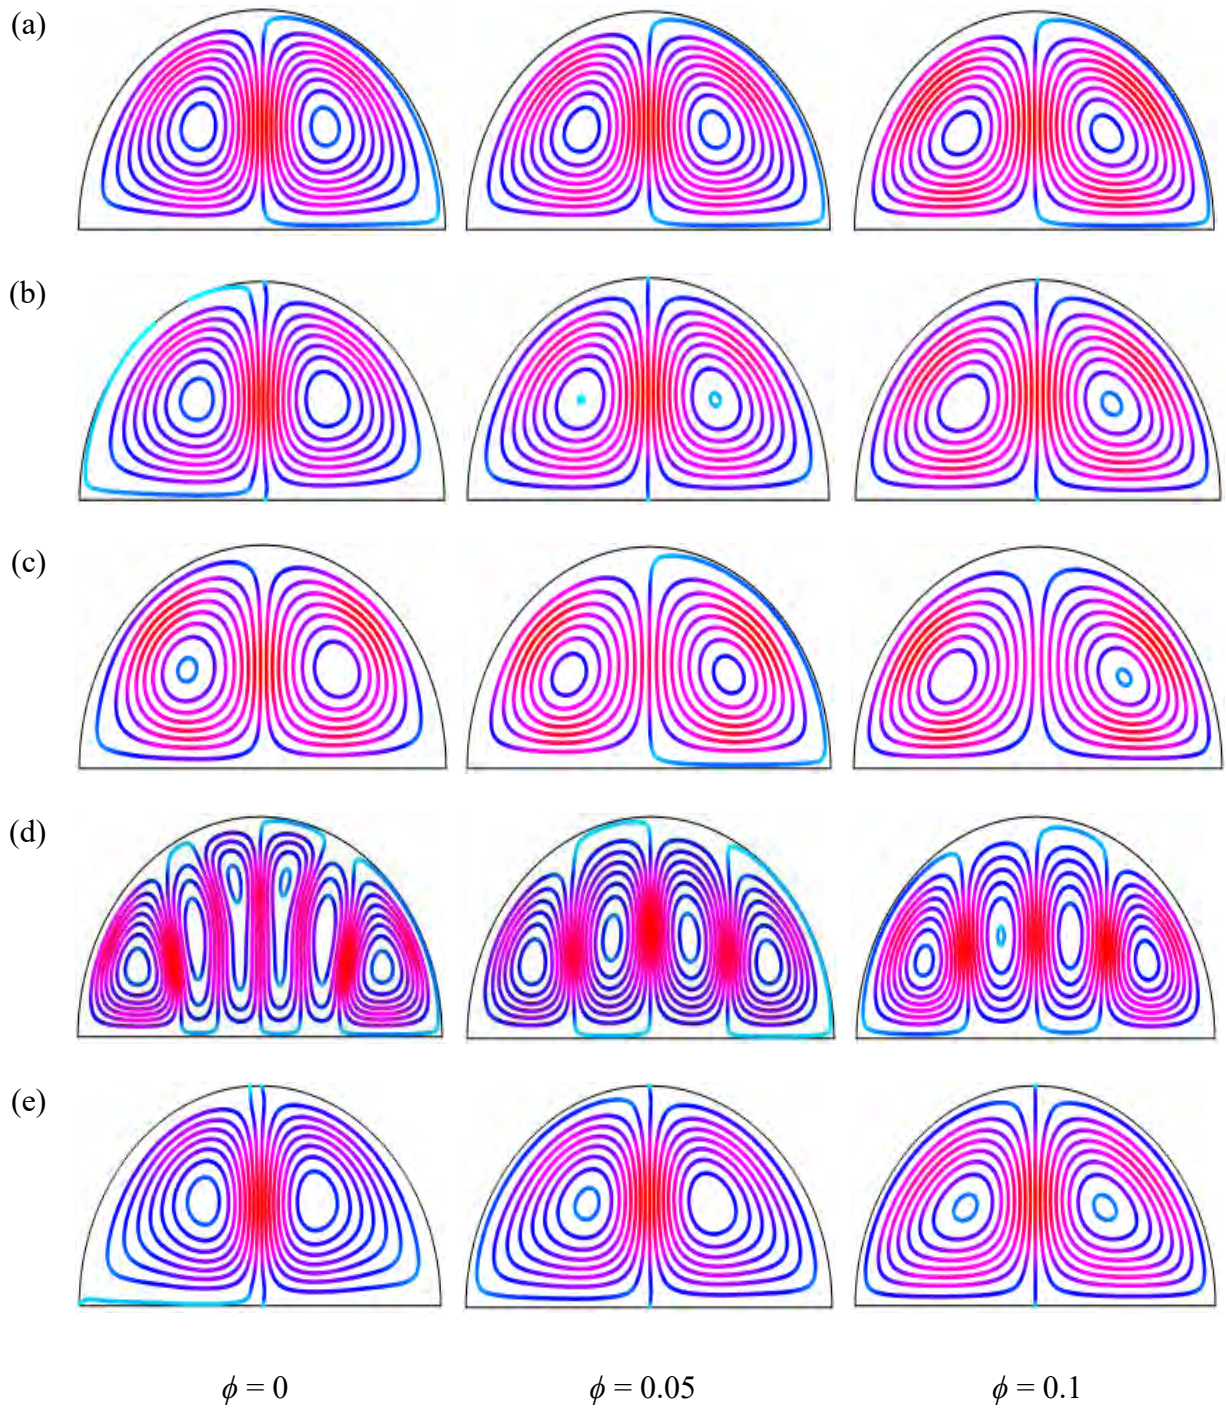 (a)
(b)
(c)
(d)
(e)
ϕ = 0 ϕ = 0.05 ϕ = 0.1